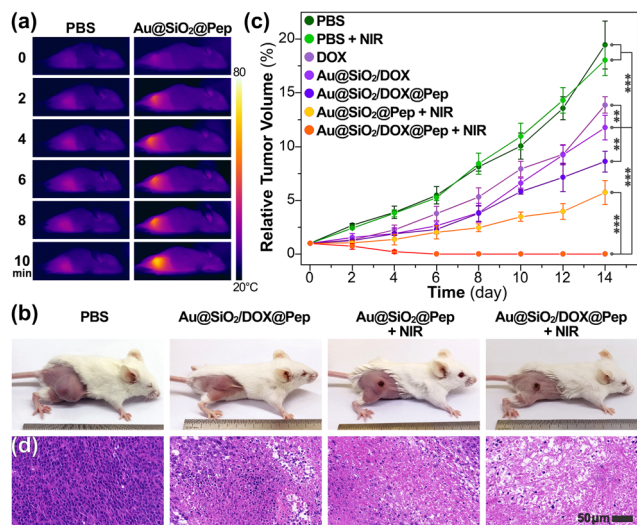 (a)
PBS
Au@SiO₂@Pep
0
2
4
6
8
10
min
80
20°C
(c)
Relative Tumor Volume (%)
20
15
10
5
0
PBS
PBS + NIR
DOX
Au@SiO₂/DOX
Au@SiO₂/DOX@Pep
Au@SiO₂@Pep + NIR
Au@SiO₂/DOX@Pep + NIR
***
**
**
***
***
0 2 4 6 8 10 12 14
Time (day)
(b)
PBS
Au@SiO₂/DOX@Pep
Au@SiO₂@Pep
+ NIR
Au@SiO₂/DOX@Pep
+ NIR
(d)
50μm